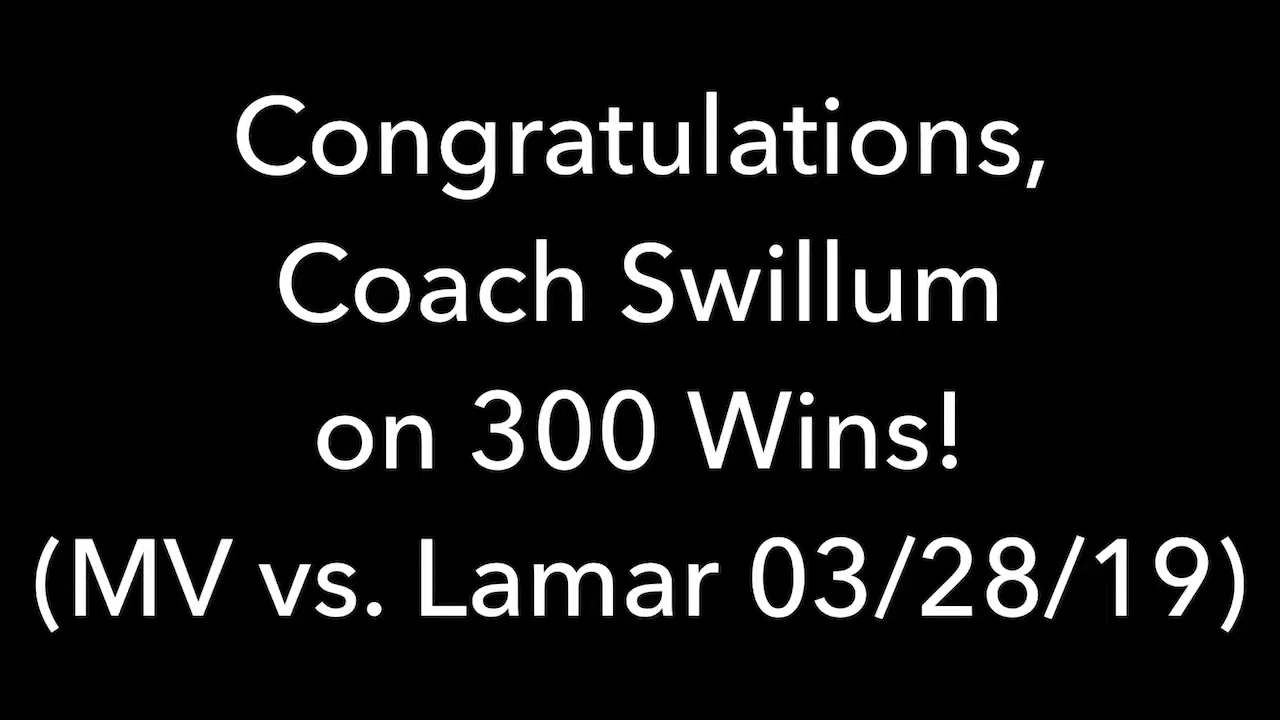 Congratulations,
Coach Swillum
on 300 Wins!
(MV vs. Lamar 03/28/19)